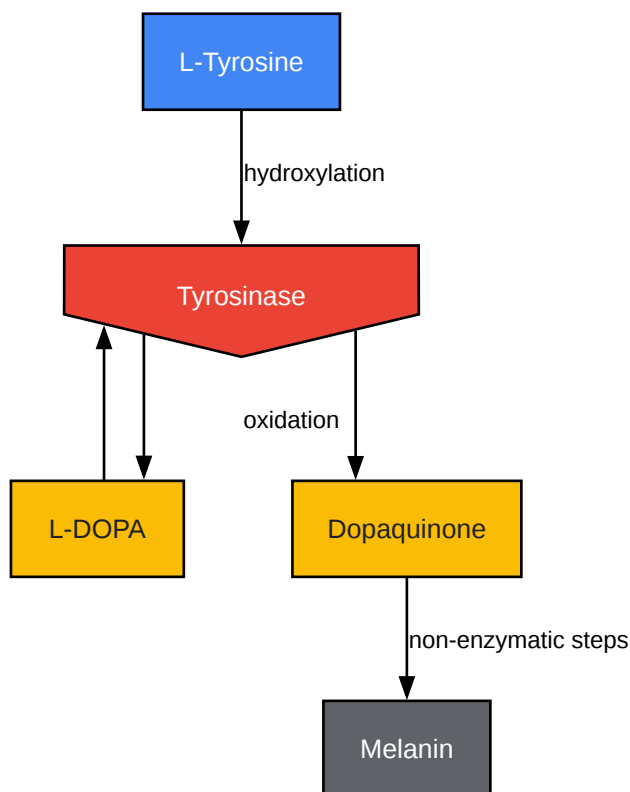 L-Tyrosine
hydroxylation
Tyrosinase
oxidation
L-DOPA
Dopaquinone
non-enzymatic steps
Melanin